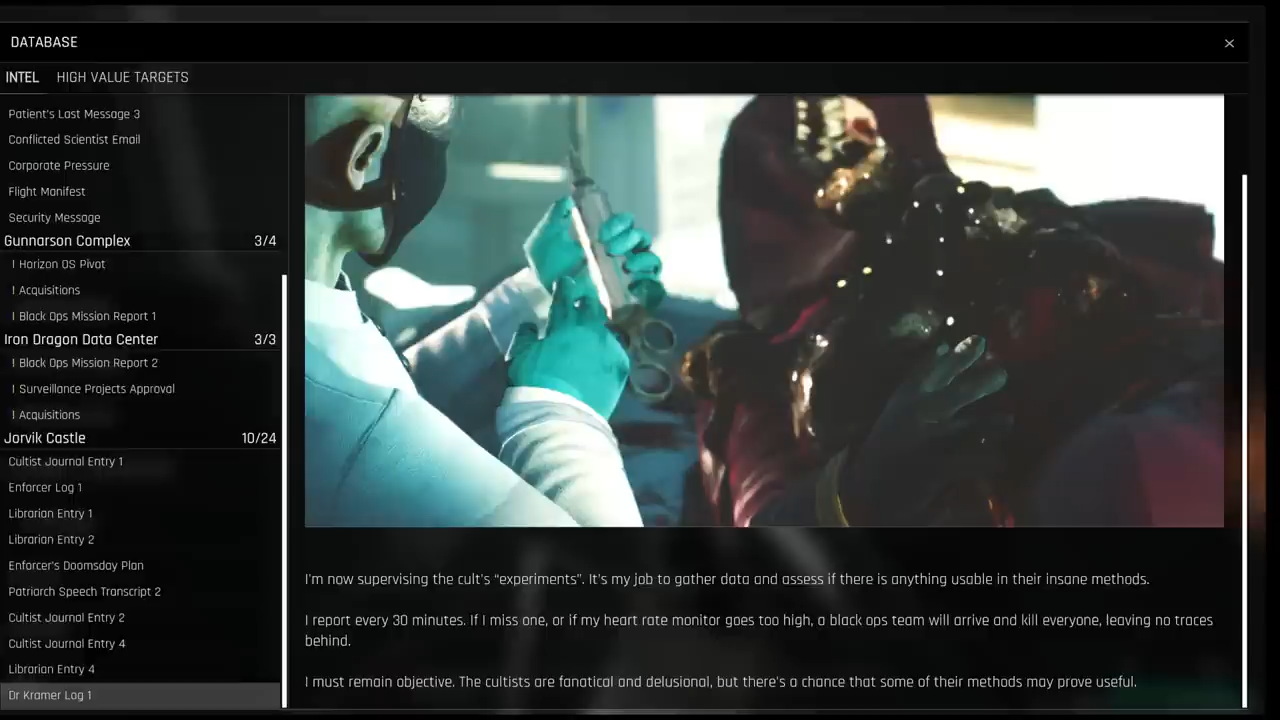 DATABASE
×
INTEL HIGH VALUE TARGETS
Patient's Last Message 3
Conflicted Scientist Email
Corporate Pressure
Flight Manifest
Security Message
Gunnarson Complex 3/4
! Horizon OS Pivot
! Acquisitions
! Black Ops Mission Report 1
Iron Dragon Data Center 3/3
! Black Ops Mission Report 2
! Surveillance Projects Approval
! Acquisitions
Jorvik Castle 10/24
Cultist Journal Entry 1
Enforcer Log 1
Librarian Entry 1
Librarian Entry 2
Enforcer's Doomsday Plan
Patriarch Speech Transcript 2
Cultist Journal Entry 2
Cultist Journal Entry 4
Librarian Entry 4
Dr Kramer Log 1
I'm now supervising the cult's "experiments". It's my job to gather data and assess if there is anything usable in their insane methods.
I report every 30 minutes. If I miss one, or if my heart rate monitor goes too high, a black ops team will arrive and kill everyone, leaving no traces
behind.
I must remain objective. The cultists are fanatical and delusional, but there's a chance that some of their methods may prove useful.